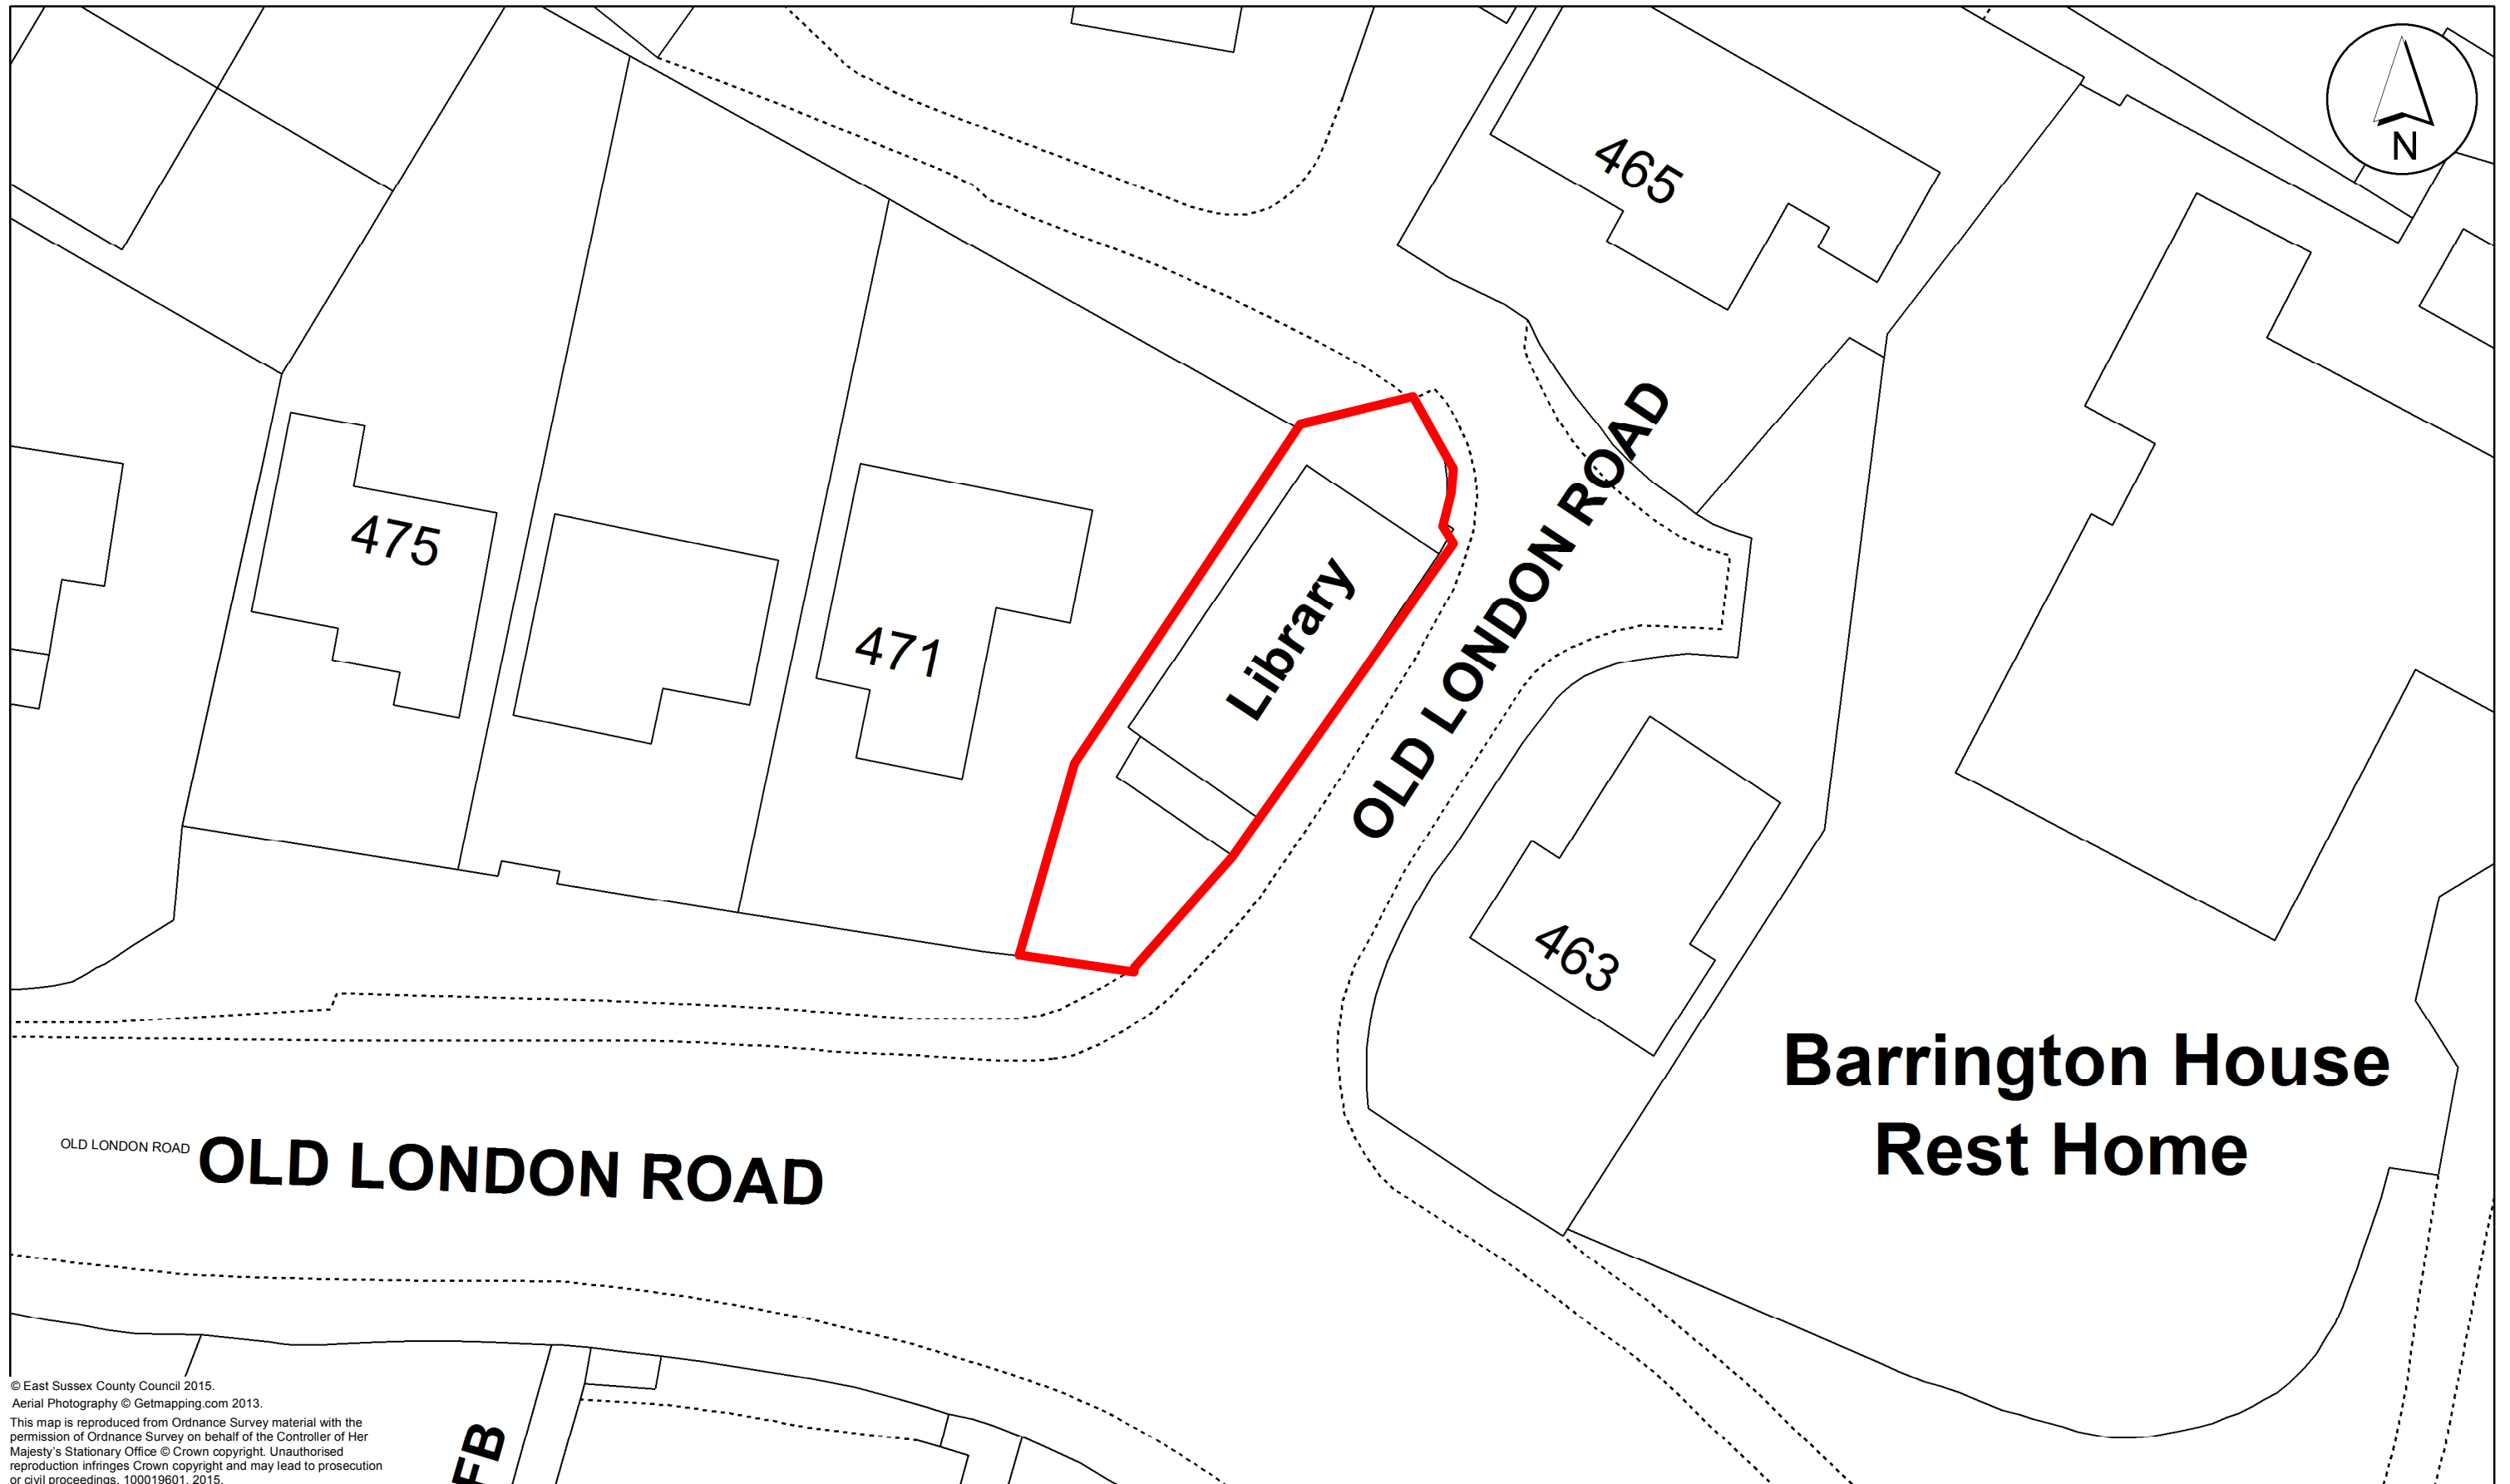 N
465
475
471
Library
OLD LONDON ROAD
463
Barrington House
Rest Home
OLD LONDON ROAD
OLD LONDON ROAD
FB
© East Sussex County Council 2015.
Aerial Photography © Getmapping.com 2013.
This map is reproduced from Ordnance Survey material with the
permission of Ordnance Survey on behalf of the Controller of Her
Majesty's Stationary Office © Crown copyright. Unauthorised
reproduction infringes Crown copyright and may lead to prosecution
or civil proceedings. 100019601, 2015.